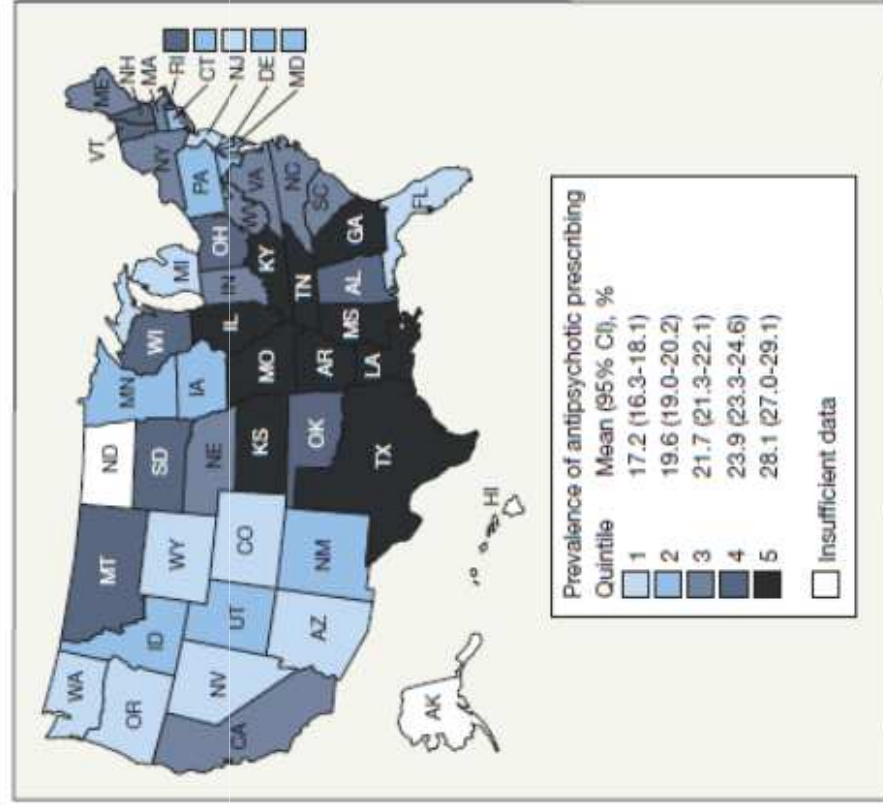 WA
OR
CA
NV
ID
MT
WY
UT
AZ
CO
NM
ND
SD
NE
KS
OK
TX
MN
IA
MO
AR
LA
WI
IL
MS
MI
IN
KY
TN
AL
OH
GA
FL
SC
NC
VA
WV
PA
NY
ME
VT
NH
MA
RI
CT
NJ
DE
MD
AK
HI
Prevalence of antipsychotic prescribing
Quintile Mean (95% CI), %
1 17.2 (16.3-18.1)
2 19.6 (19.0-20.2)
3 21.7 (21.3-22.1)
4 23.9 (23.3-24.6)
5 28.1 (27.0-29.1)
Insufficient data